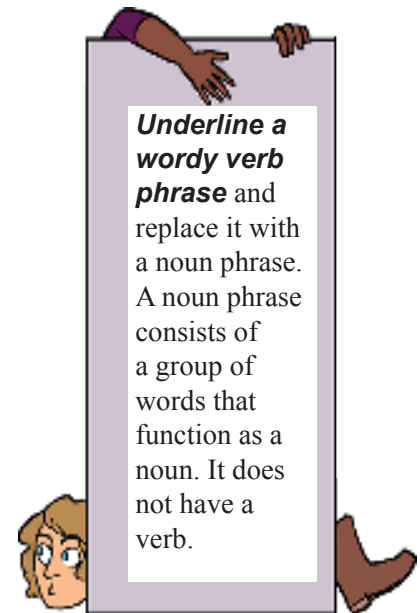 Underline a
wordy verb
phrase and
replace it with
a noun phrase.
A noun phrase
consists of
a group of
words that
function as a
noun. It does
not have a
verb.